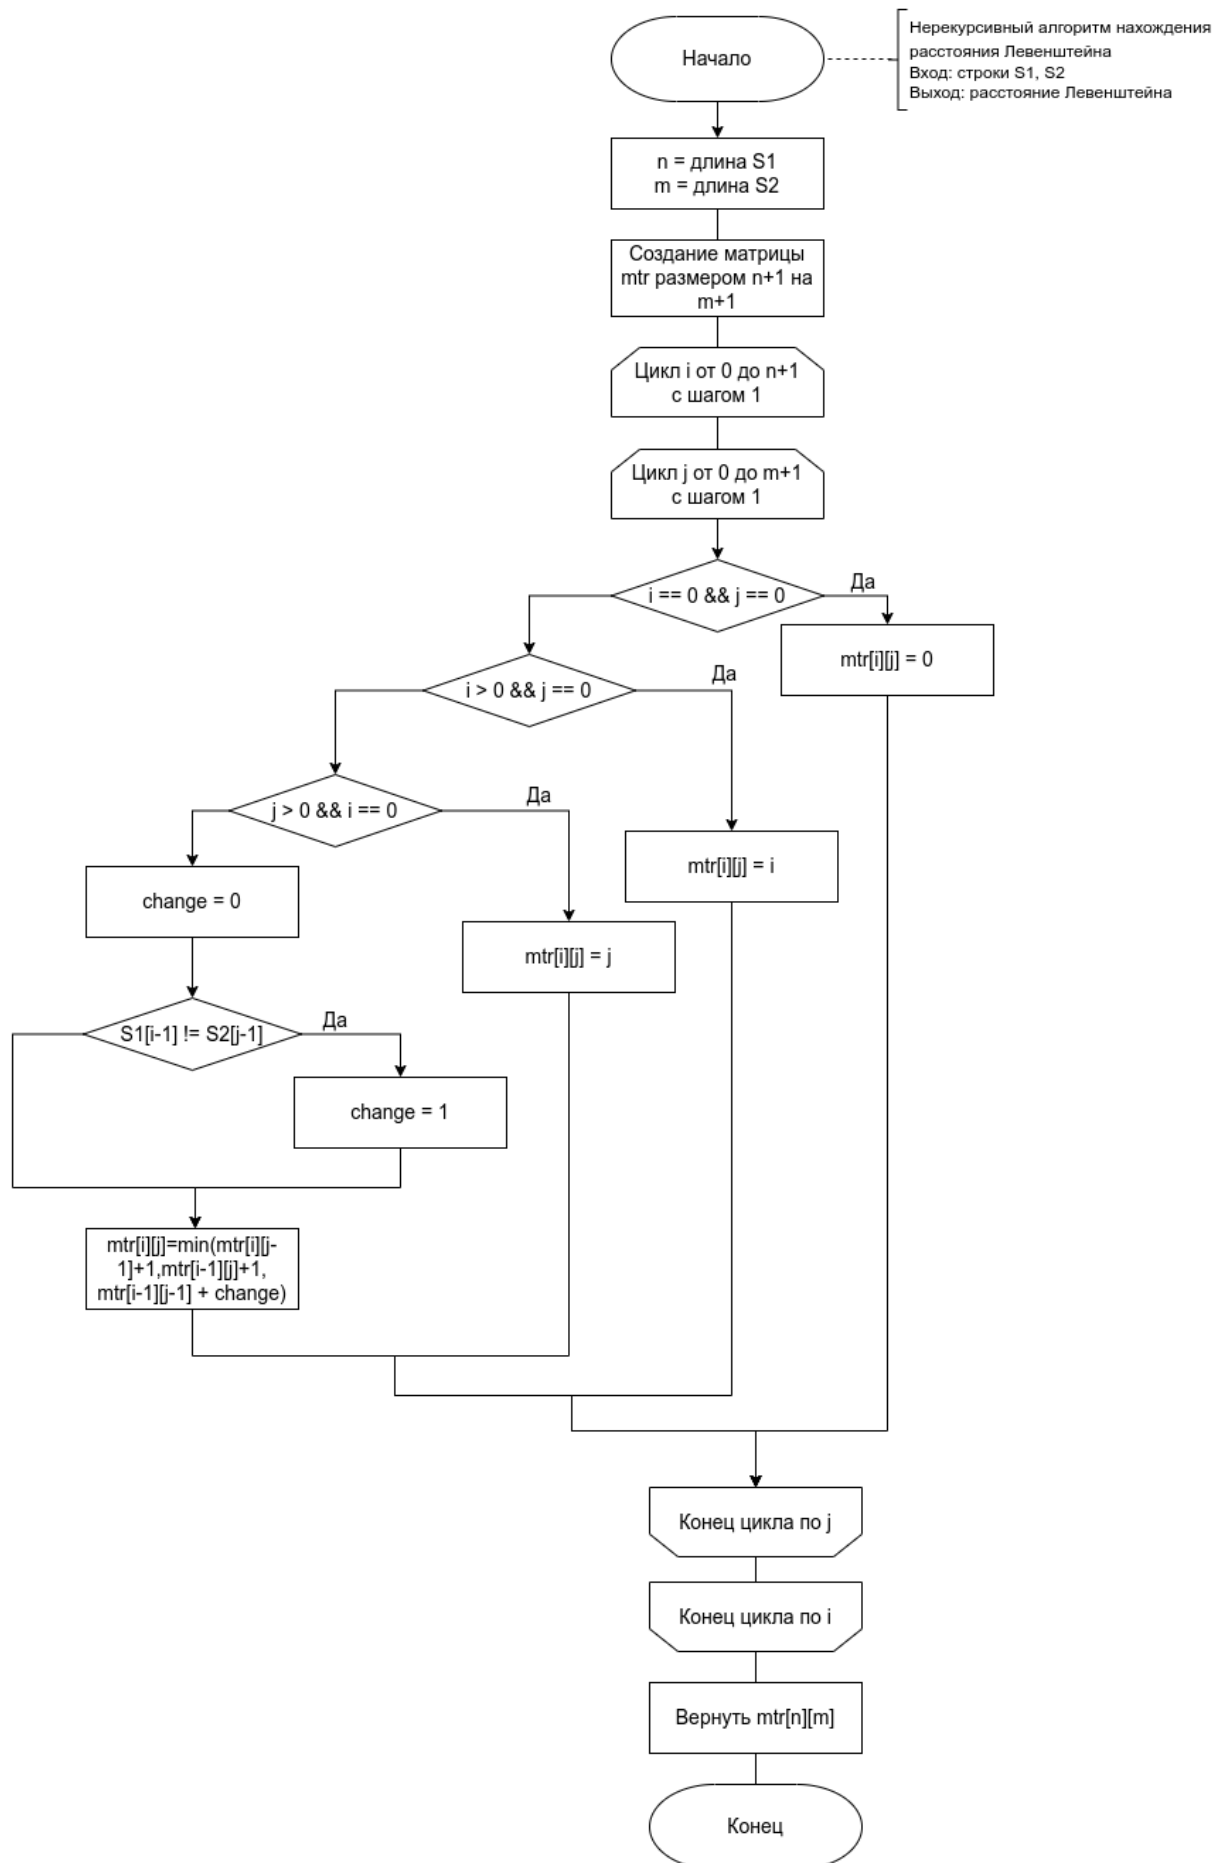 Начало
Нерекурсивный алгоритм нахождения
расстояния Левенштейна
Вход: строки S1, S2
Выход: расстояние Левенштейна
n = длина S1
m = длина S2
Создание матрицы
mtr размером n+1 на
m+1
Цикл i от 0 до n+1
с шагом 1
Цикл j от 0 до m+1
с шагом 1
i == 0 && j == 0
Да
mtr[i][j] = 0
i > 0 && j == 0
Да
j > 0 && i == 0
Да
mtr[i][j] = i
change = 0
mtr[i][j] = j
S1[i-1] != S2[j-1]
Да
change = 1
mtr[i][j]=min(mtr[i][j-
1]+1,mtr[i-1][j]+1,
mtr[i-1][j-1] + change)
Конец цикла по j
Конец цикла по i
Вернуть mtr[n][m]
Конец